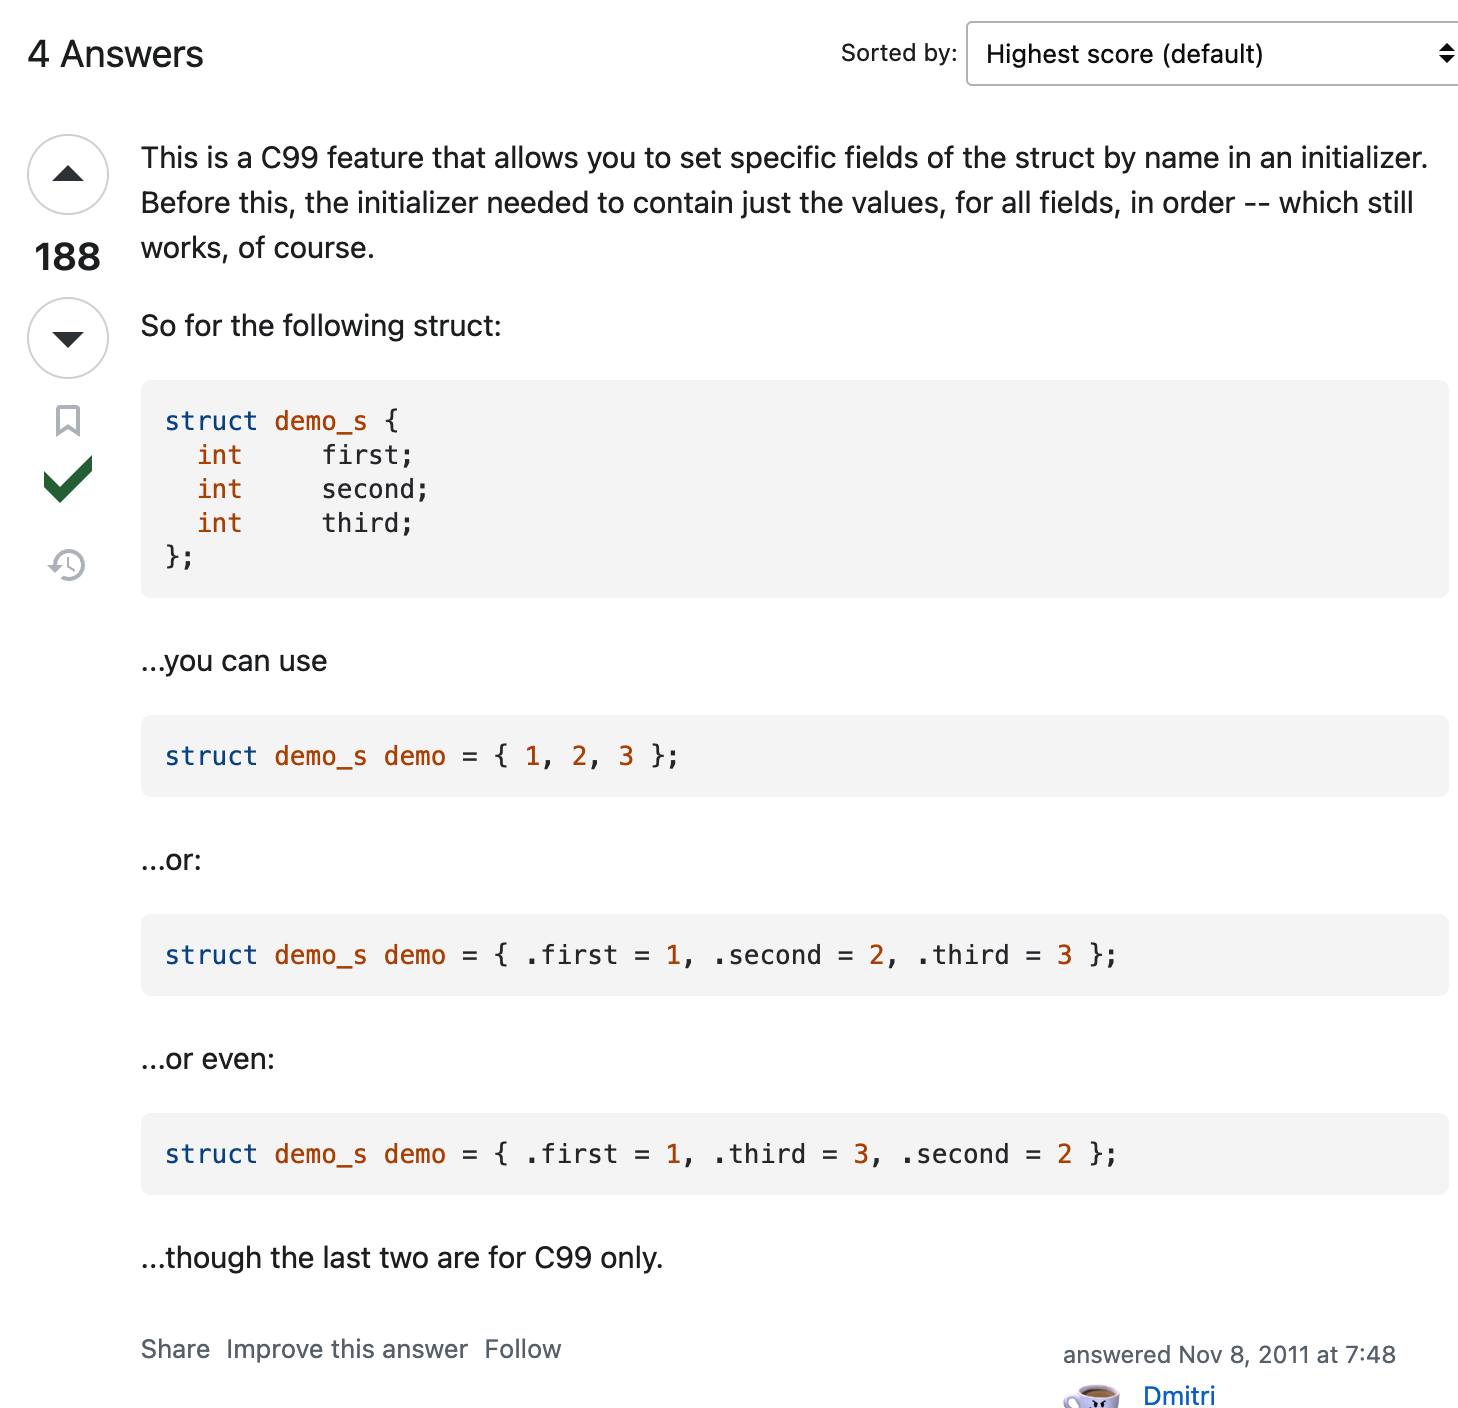 4 Answers
Sorted by: Highest score (default)
This is a C99 feature that allows you to set specific fields of the struct by name in an initializer.
Before this, the initializer needed to contain just the values, for all fields, in order -- which still
works, of course.
188
So for the following struct:
struct demo_s {
  int     first;
  int     second;
  int     third;
};
...you can use
struct demo_s demo = { 1, 2, 3 };
...or:
struct demo_s demo = { .first = 1, .second = 2, .third = 3 };
...or even:
struct demo_s demo = { .first = 1, .third = 3, .second = 2 };
...though the last two are for C99 only.
Share Improve this answer Follow
answered Nov 8, 2011 at 7:48
Dmitri